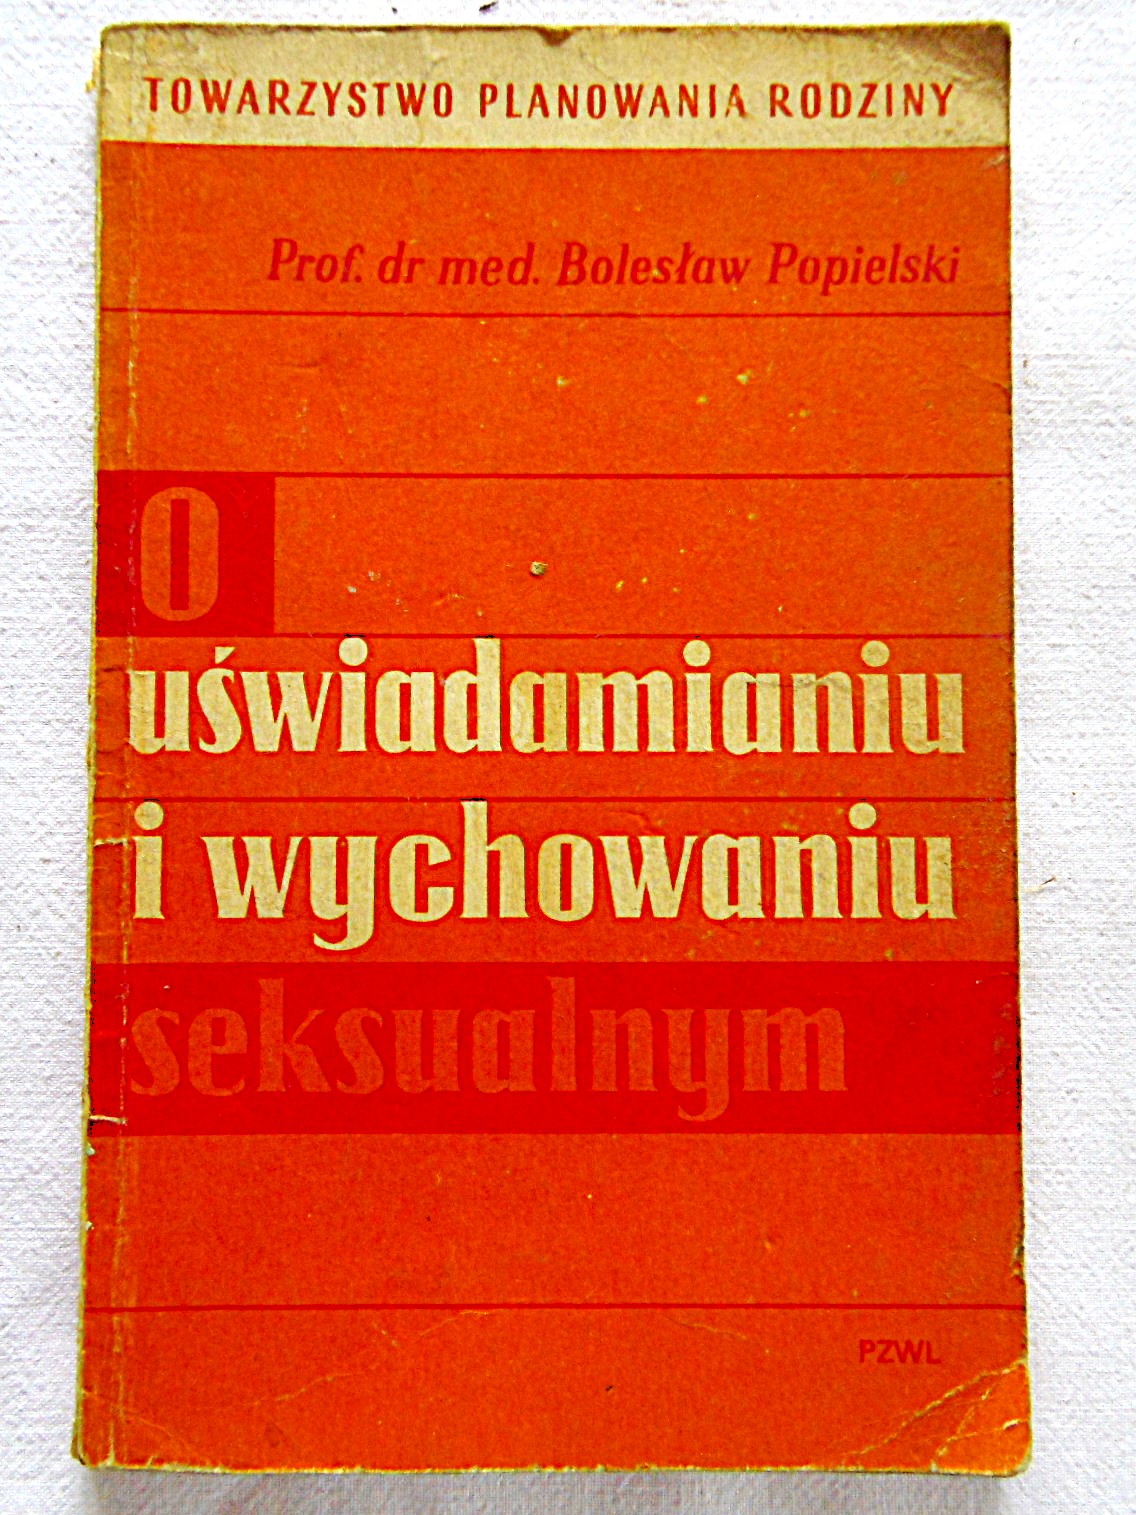 TOWARZYSTWO PLANOWANIA RODZINY
Prof. dr med. Bolesław Popielski
O
uświadamianiu
i wychowaniu
seksualnym
PZWL